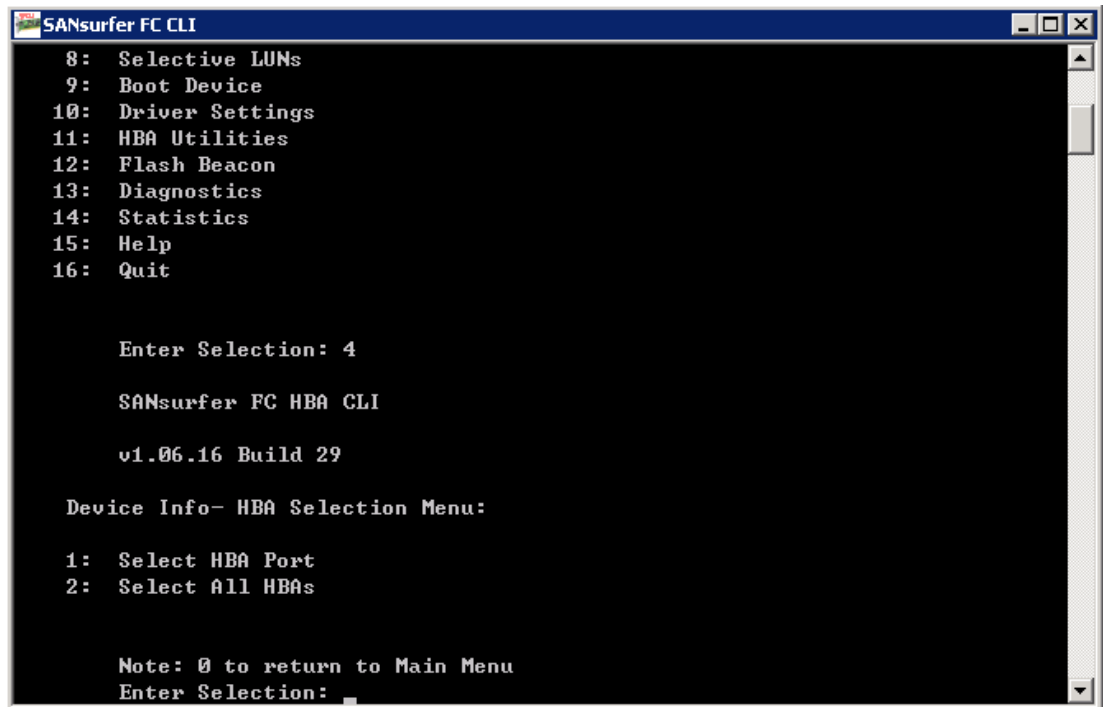 SANsurfer FC CLI
8: Selective LUNs
9: Boot Device
10: Driver Settings
11: HBA Utilities
12: Flash Beacon
13: Diagnostics
14: Statistics
15: Help
16: Quit
Enter Selection: 4
SANsurfer FC HBA CLI
v1.06.16 Build 29
Device Info- HBA Selection Menu:
1: Select HBA Port
2: Select All HBAs
Note: 0 to return to Main Menu
Enter Selection: _